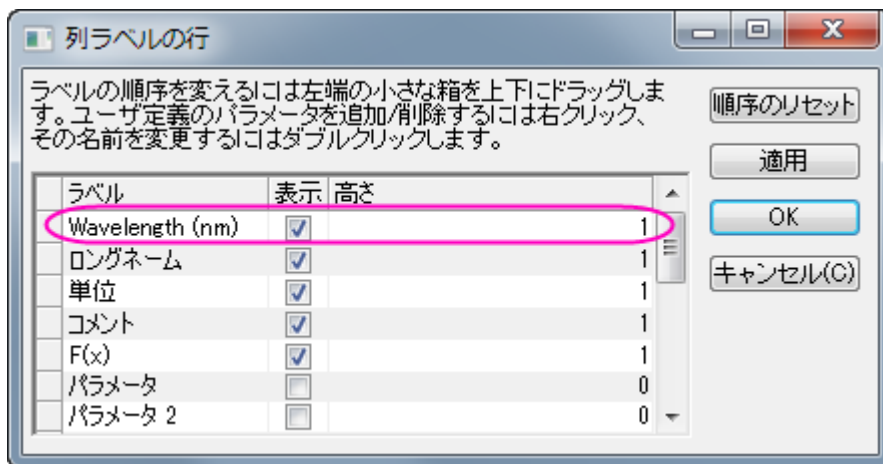 列ラベルの行
ラベルの順序を変えるには左端の小さな箱を上下にドラッグしま
す。ユーザ定義のパラメータを追加/削除するには右クリック、
その名前を変更するにはダブルクリックします。
順序のリセット
適用
OK
キャンセル(C)
ラベル 表示 高さ
Wavelength (nm) 1
ロングネーム 1
単位 1
コメント 1
F(x) 1
パラメータ 0
パラメータ 2 0